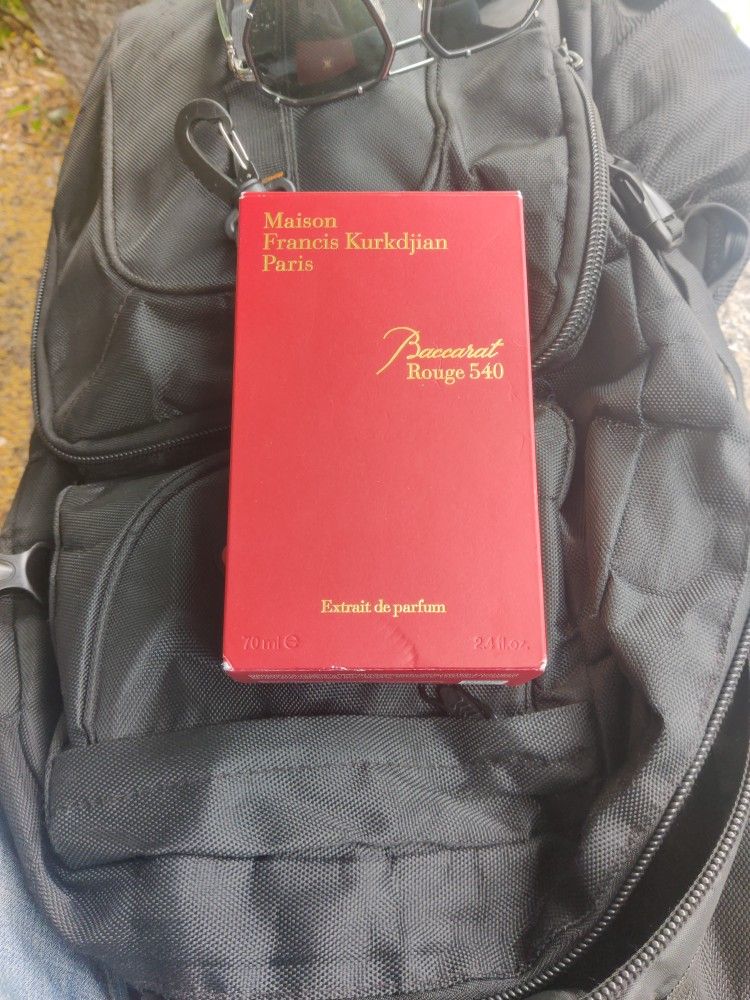 Maison
Francis Kurkdjian
Paris
Baccarat
Rouge 540
Extrait de parfum
70 ml ℮ 2.4 fl.oz.